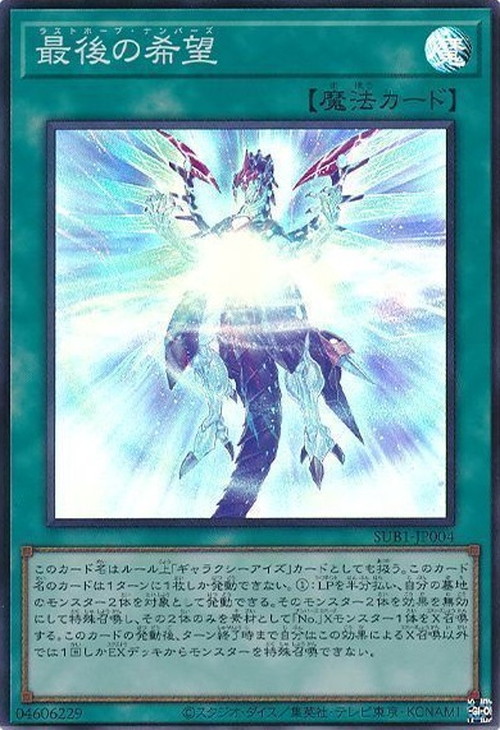 ラストホープ・ナンバーズ
最後の希望
魔
【魔法カード】
SUB1-JP004
このカード名はルール上「ギャラクシーアイズ」カードとしても扱う。このカード
名のカードは1ターンに1枚しか発動できない。①:LPを半分払い、自分の墓地
のモンスター2体を対象として発動できる。そのモンスター2体を効果を無効
にして特殊召喚し、その2体のみを素材として「No.」Xモンスター1体をX召喚
する。このカードの発動後、ターン終了時まで自分はこの効果によるX召喚以外
では1回しかEXデッキからモンスターを特殊召喚できない。
04606229
©スタジオ・ダイス/集英社・テレビ東京・KONAMI